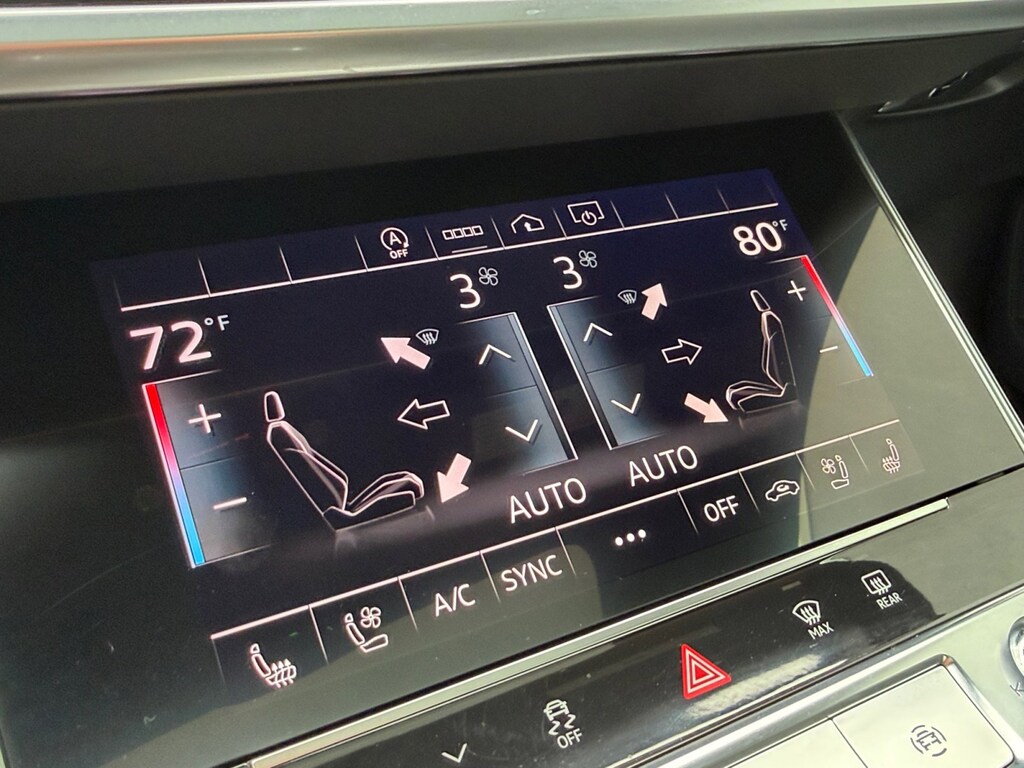 A
OFF
3
3
80°F
72°F
AUTO
AUTO
A/C
SYNC
•••
OFF
MAX
REAR
OFF